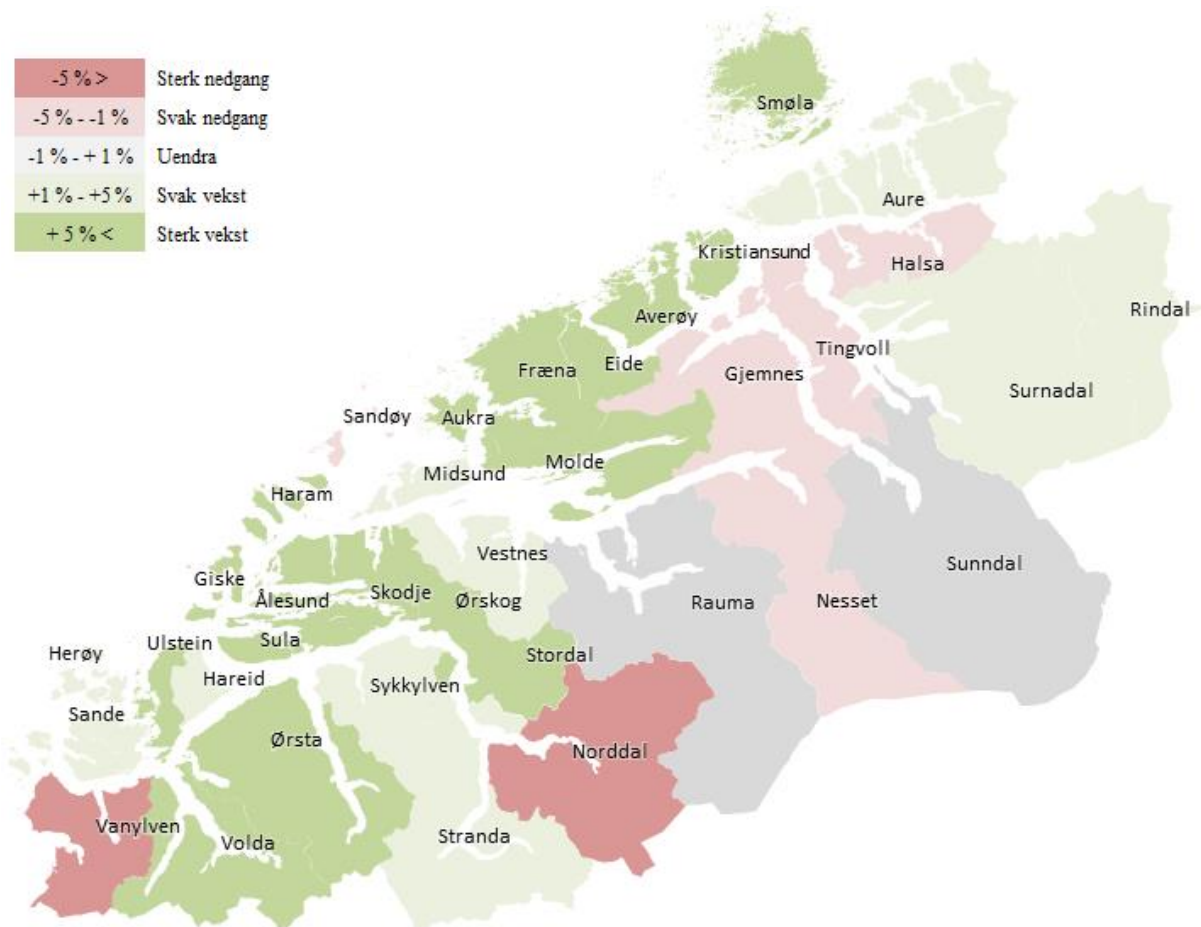 -5 % > Sterk nedgang
-5 % - -1 % Svak nedgang
-1 % - + 1 % Uendra
+1 % - +5 % Svak vekst
+ 5 % < Sterk vekst
Smøla
Aure
Kristiansund
Halsa
Rindal
Averøy
Tingvoll
Eide
Fræna
Gjemnes
Surnadal
Sandøy
Aukra
Molde
Midsund
Haram
Vestnes
Sunndal
Giske
Skodje
Ålesund
Ørskog
Rauma
Nesset
Ulstein
Sula
Herøy
Stordal
Hareid
Sykkylven
Sande
Ørsta
Norddal
Vanylven
Stranda
Volda